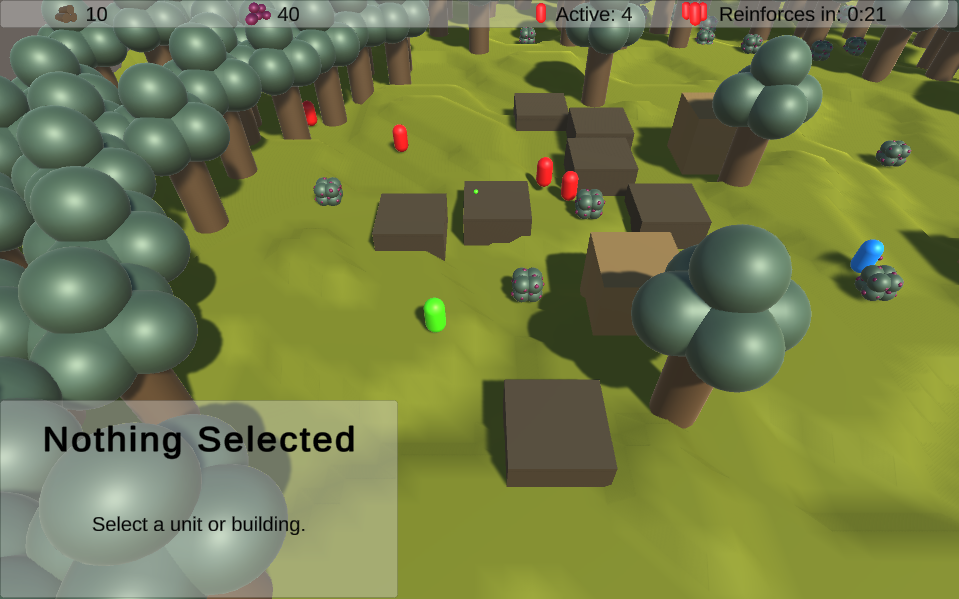 10 40 Active: 4 Reinforces in: 0:21
Nothing Selected
Select a unit or building.